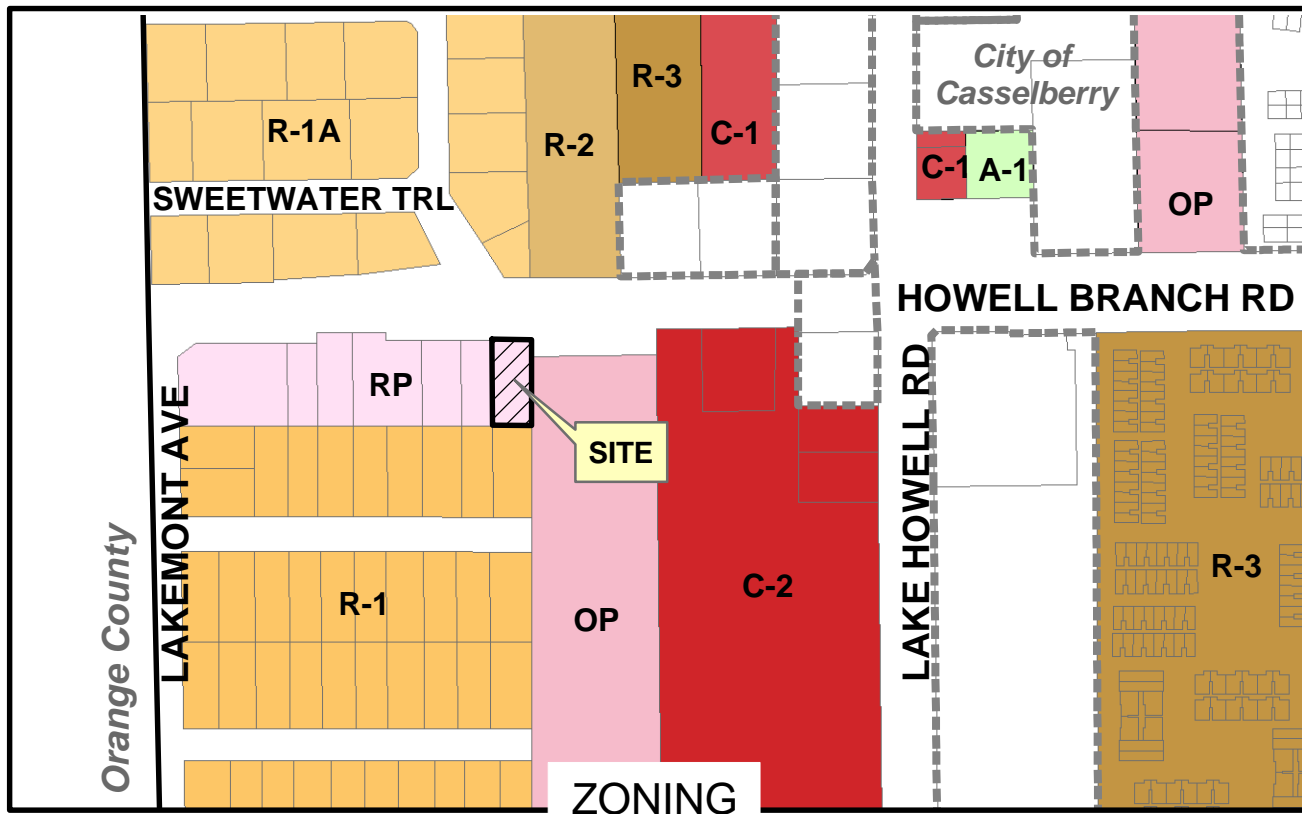 R-1A
SWEETWATER TRL
R-2
R-3
C-1
City of
Casselberry
C-1
A-1
OP
HOWELL BRANCH RD
RP
SITE
LAKEMONT AVE
Orange County
R-1
OP
C-2
LAKE HOWELL RD
R-3
ZONING